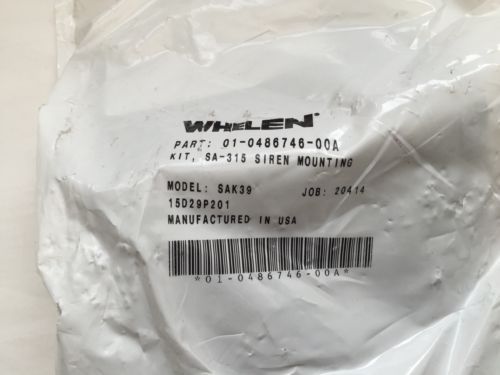 WHELEN®
PART: 01-0486746-00A
KIT, SA-315 SIREN MOUNTING
MODEL: SAK39 JOB: 20414
15D29P201
MANUFACTURED IN USA
*01-0486746-00A*